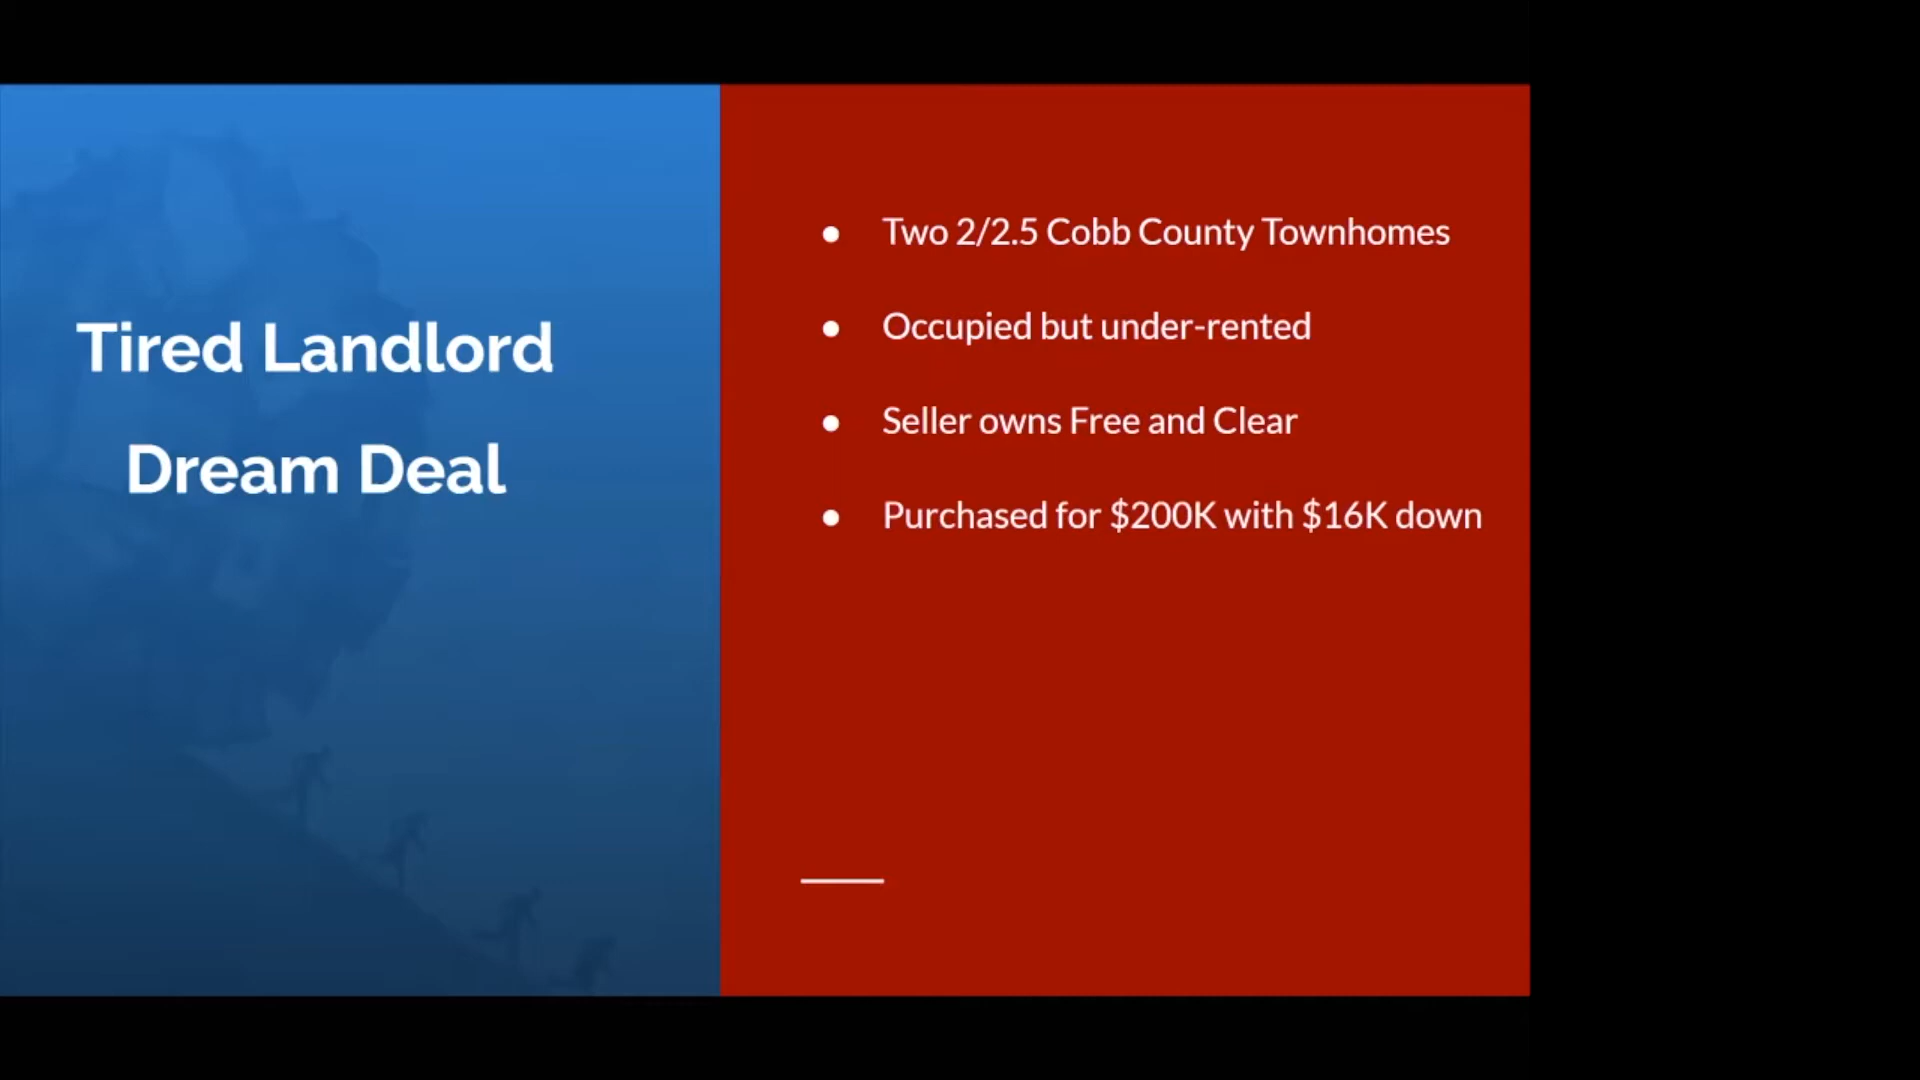 Tired Landlord
Dream Deal
● Two 2/2.5 Cobb County Townhomes
● Occupied but under-rented
● Seller owns Free and Clear
● Purchased for $200K with $16K down